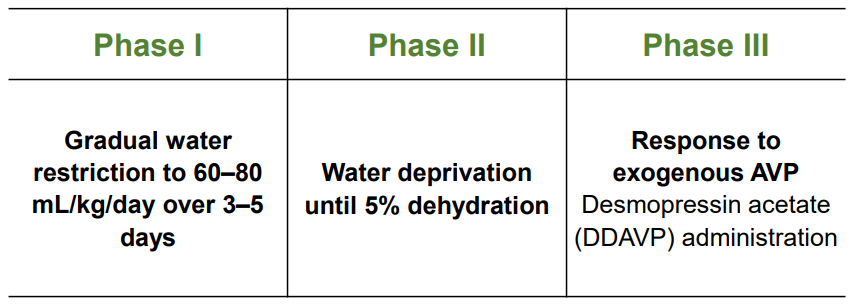 Phase I
Phase II
Phase III
Gradual water
restriction to 60–80
mL/kg/day over 3–5
days
Water deprivation
until 5% dehydration
Response to
exogenous AVP
Desmopressin acetate
(DDAVP) administration